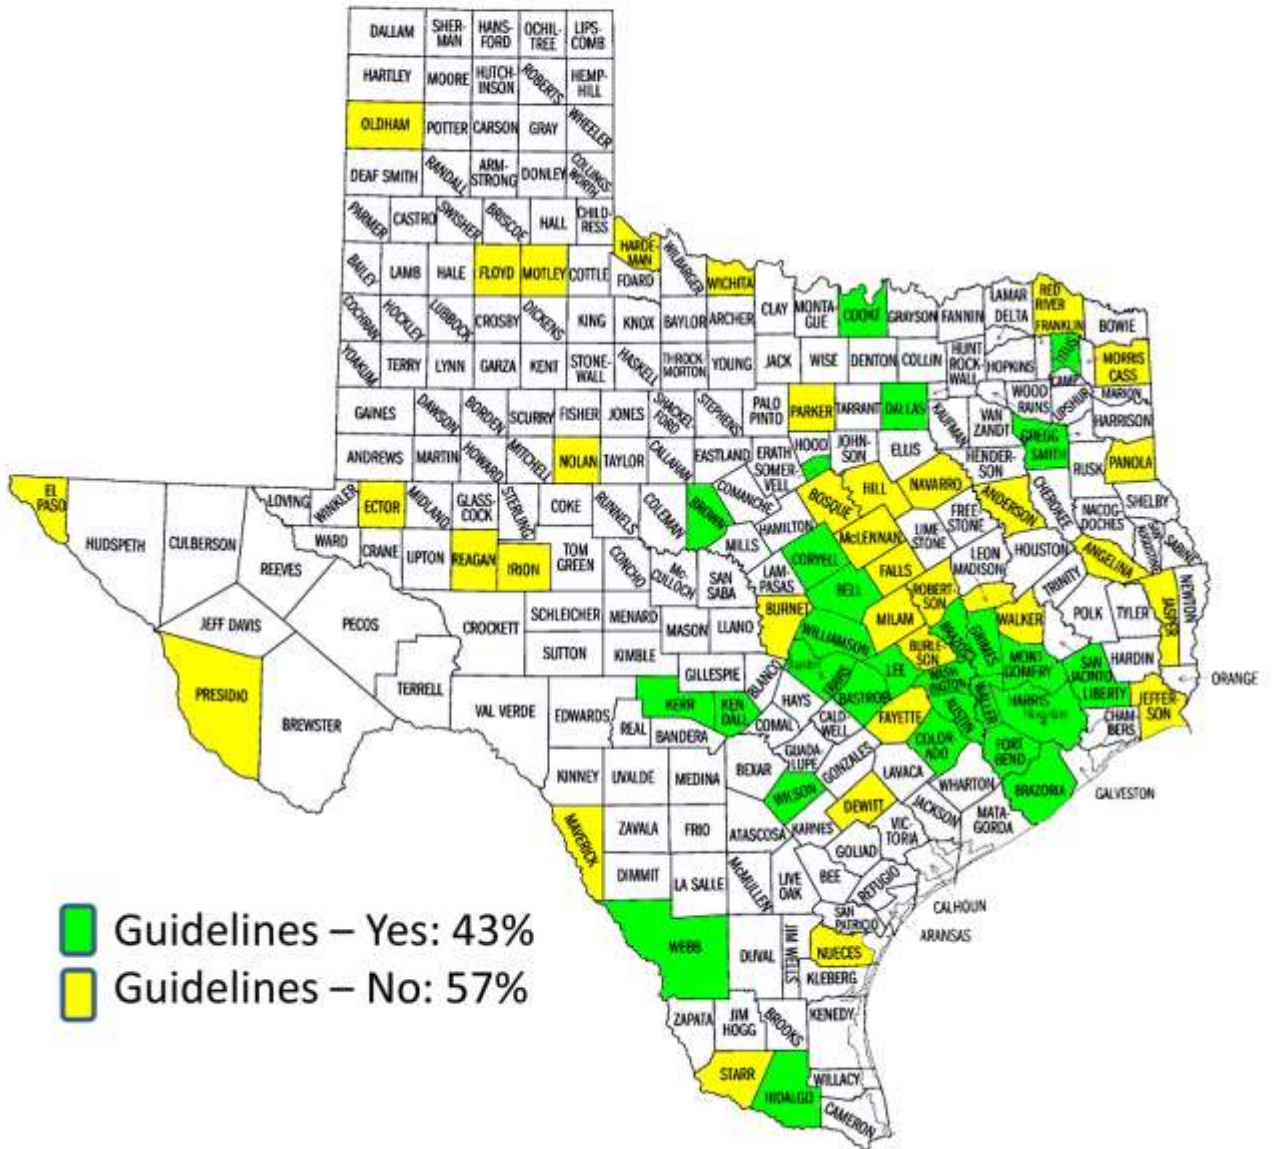 DALLAM
SHER-
MAN
HANS-
FORD
OCHIL-
TREE
LIPS-
COMB
HARTLEY
MOORE
HUTCH-
INSON
ROBERTS
HEMP-
HILL
OLDHAM
POTTER
CARSON
GRAY
WHEELER
DEAF SMITH
RANDALL
ARM-
STRONG
DONLEY
COLLINGS-
WORTH
PARMER
CASTRO
SWISHER
BRISCOE
HALL
CHILD-
RESS
BAILEY
LAMB
HALE
FLOYD
MOTLEY
COTTLE
HARDE-
MAN
FOARD
WILBARGER
WICHITA
CLAY
MONTA-
GUE
COOKE
GRAYSON
FANNIN
LAMAR
DELTA
RED
RIVER
FRANKLIN
BOWIE
COCHRAN
HOCKLEY
LUBBOCK
CROSBY
DICKENS
KING
KNOX
BAYLOR
ARCHER
YOAKUM
TERRY
LYNN
GARZA
KENT
STONE-
WALL
HASKELL
THROCK-
MORTON
YOUNG
JACK
WISE
DENTON
COLLIN
HUNT
ROCK-
WALL
HOPKINS
TITUS
CAMP
MORRIS
CASS
MARION
GAINES
DAWSON
BORDEN
SCURRY
FISHER
JONES
SHACKEL-
FORD
STEPHENS
PALO
PINTO
PARKER
TARRANT
DALLAS
KAUFMAN
VAN
ZANDT
WOOD
RAINS
UPSHUR
HARRISON
GREGG
SMITH
ANDREWS
MARTIN
HOWARD
MITCHELL
NOLAN
TAYLOR
CALLAHAN
EASTLAND
ERATH
SOMER-
VELL
HOOD
JOHN-
SON
ELLIS
HENDER-
SON
RUSK
PANOLA
EL
PASO
HUDSPETH
CULBERSON
LOVING
WINKLER
ECTOR
MIDLAND
GLASS-
COCK
STERLING
COKE
RUNNELS
COLEMAN
BROWN
COMANCHE
HAMILTON
BOSQUE
HILL
NAVARRO
ANDERSON
CHEROKEE
NACOG-
DOCHES
SHELBY
REEVES
WARD
CRANE
UPTON
REAGAN
IRION
TOM
GREEN
CONCHO
Mc-
CULLOCH
SAN
SABA
MILLS
LAM-
PASAS
CORYELL
McLENNAN
LIME-
STONE
FREE
STONE
LEON
MADISON
HOUSTON
TRINITY
ANGELINA
SAN
AUGUSTINE
SABINE
NEWTON
JASPER
JEFF DAVIS
PECOS
CROCKETT
SCHLEICHER
MENARD
MASON
LLANO
BURNET
BELL
FALLS
MILAM
ROBERT-
SON
WALKER
POLK
TYLER
HARDIN
PRESIDIO
BREWSTER
TERRELL
VAL VERDE
SUTTON
KIMBLE
GILLESPIE
BLANCO
WILLIAMSON
TRAVIS
BASTROP
LEE
BURLE-
SON
BRAZOS
GRIMES
MONT-
GOMERY
SAN
JACINTO
LIBERTY
ORANGE
JEFFER-
SON
CHAM-
BERS
EDWARDS
REAL
KERR
KEN
DALL
BANDERA
COMAL
HAYS
CALD-
WELL
FAYETTE
WASH-
INGTON
AUSTIN
WALLER
HARRIS
COLOR-
ADO
FORT
BEND
BRAZORIA
GALVESTON
KINNEY
UVALDE
MEDINA
BEXAR
GUADA-
LUPE
GONZALES
LAVACA
WHARTON
MATA-
GORDA
WILSON
DEWITT
JACKSON
MAVERICK
ZAVALA
FRIO
ATASCOSA
KARNES
GOLIAD
VIC-
TORIA
DIMMIT
LA SALLE
McMULLEN
LIVE
OAK
BEE
REFUGIO
CALHOUN
ARANSAS
SAN
PATRICIO
WEBB
DUVAL
JIM WELLS
NUECES
KLEBERG
ZAPATA
JIM
HOGG
BROOKS
KENEDY
STARR
HIDALGO
WILLACY
CAMERON
Guidelines – Yes: 43%
Guidelines – No: 57%